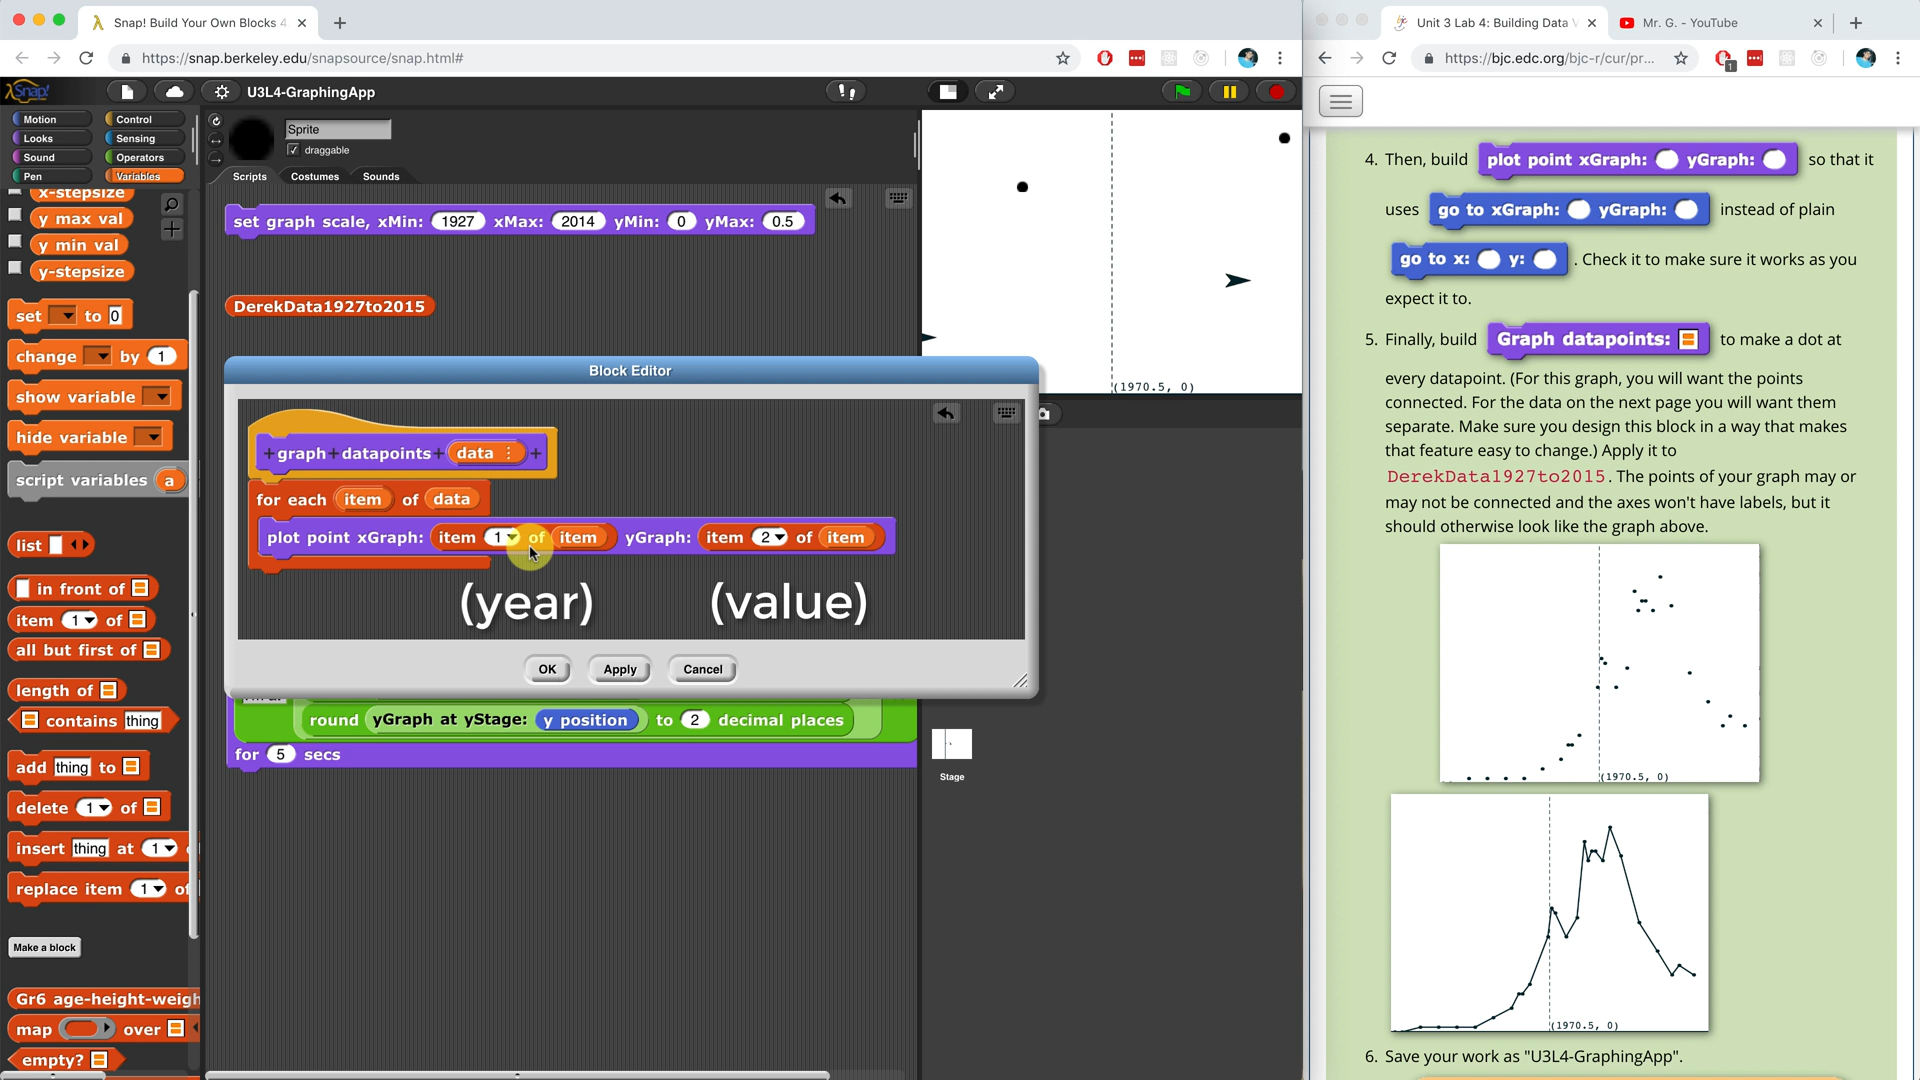 Snap! Build Your Own Blocks 4
https://snap.berkeley.edu/snapsource/snap.html#
Snap!
U3L4-GraphingApp
Motion
Control
Looks
Sensing
Sound
Operators
Pen
Variables
x-stepsize
y max val
y min val
y-stepsize
set to 0
change by 1
show variable
hide variable
script variables a
list
in front of
item 1 of
all but first of
length of
contains thing
add thing to
delete 1 of
insert thing at 1
replace item 1 of
Make a block
Gr6 age-height-weigh
map over
empty?
Sprite
draggable
Scripts
Costumes
Sounds
set graph scale, xMin: 1927 xMax: 2014 yMin: 0 yMax: 0.5
DerekData1927to2015
Block Editor
+graph+datapoints+ data ⋮ +
for each item of data
plot point xGraph: item 1 of item yGraph: item 2 of item
(year) (value)
OK
Apply
Cancel
round yGraph at yStage: y position to 2 decimal places
for 5 secs
(1970.5, 0)
Stage
Unit 3 Lab 4: Building Data V
Mr. G. - YouTube
https://bjc.edc.org/bjc-r/cur/pr...
1
4. Then, build plot point xGraph: yGraph: so that it
uses go to xGraph: yGraph: instead of plain
go to x: y: . Check it to make sure it works as you
expect it to.
5. Finally, build Graph datapoints: to make a dot at
every datapoint. (For this graph, you will want the points
connected. For the data on the next page you will want them
separate. Make sure you design this block in a way that makes
that feature easy to change.) Apply it to
DerekData1927to2015. The points of your graph may or
may not be connected and the axes won't have labels, but it
should otherwise look like the graph above.
(1970.5, 0)
(1970.5, 0)
6. Save your work as "U3L4-GraphingApp".